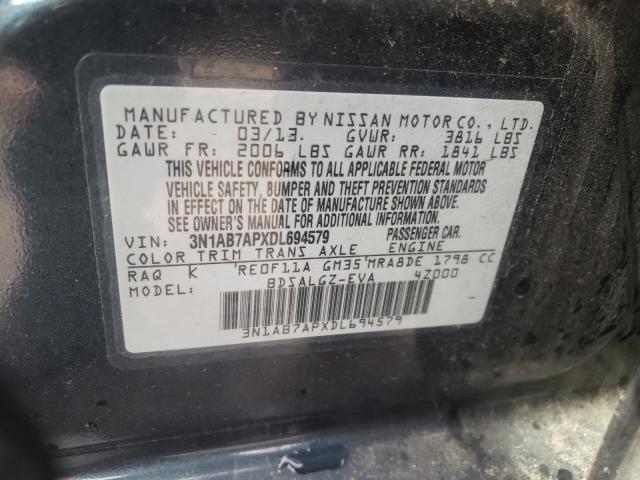 MANUFACTURED BY NISSAN MOTOR CO., LTD.
DATE: 03/13. GVWR: 3816 LBS
GAWR FR: 2006 LBS GAWR RR: 1841 LBS
THIS VEHICLE CONFORMS TO ALL APPLICABLE FEDERAL MOTOR
VEHICLE SAFETY, BUMPER AND THEFT PREVENTION STANDARDS
IN EFFECT ON THE DATE OF MANUFACTURE SHOWN ABOVE.
SEE OWNER'S MANUAL FOR ADDITIONAL INFORMATION.
VIN: 3N1AB7APXDL694579 PASSENGER CAR.
COLOR TRIM TRANS AXLE ENGINE
RAQ K 'RE0F11A GM35'MRA8DE 1798 CC
MODEL: BDSALGZ-EVA 4Z000
3N1AB7APXDL694579